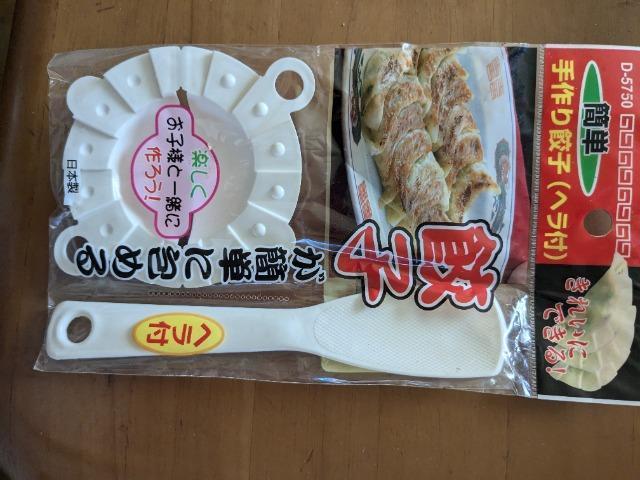 D-5750
簡単
手作り餃子(ヘラ付)
きれいに
できる!
餃子
が簡単に包める
楽しく
お子様と一緒に
作ろう!
日本製
ヘラ付